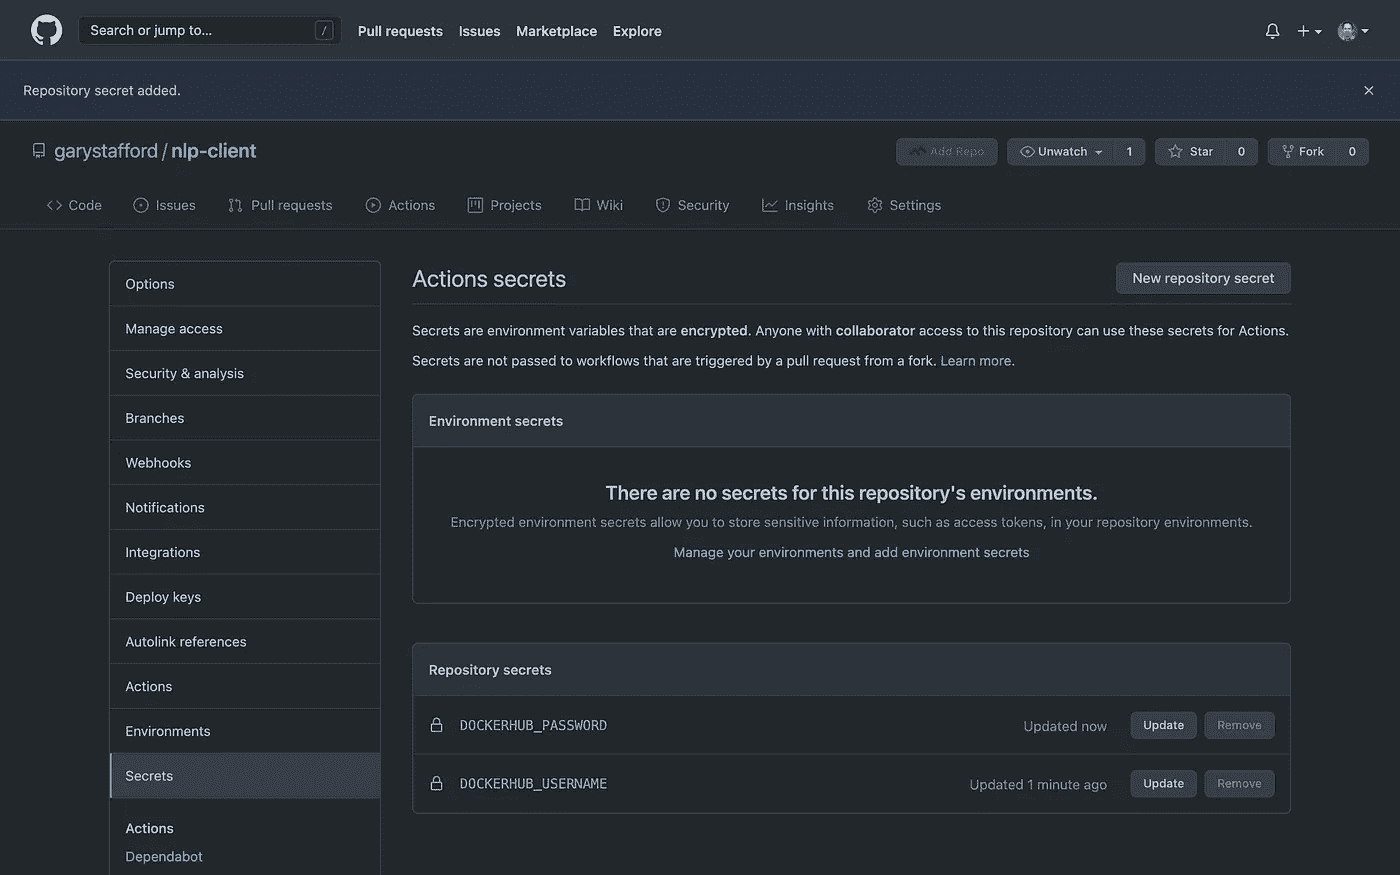 Search or jump to... /
Pull requests Issues Marketplace Explore
Repository secret added.
garystafford / nlp-client
Add Repo Unwatch 1 Star 0 Fork 0
Code Issues Pull requests Actions Projects Wiki Security Insights Settings
Options
Manage access
Security & analysis
Branches
Webhooks
Notifications
Integrations
Deploy keys
Autolink references
Actions
Environments
Secrets
Actions
Dependabot
Actions secrets
New repository secret
Secrets are environment variables that are encrypted. Anyone with collaborator access to this repository can use these secrets for Actions.
Secrets are not passed to workflows that are triggered by a pull request from a fork. Learn more.
Environment secrets
There are no secrets for this repository's environments.
Encrypted environment secrets allow you to store sensitive information, such as access tokens, in your repository environments.
Manage your environments and add environment secrets
Repository secrets
DOCKERHUB_PASSWORD Updated now Update Remove
DOCKERHUB_USERNAME Updated 1 minute ago Update Remove